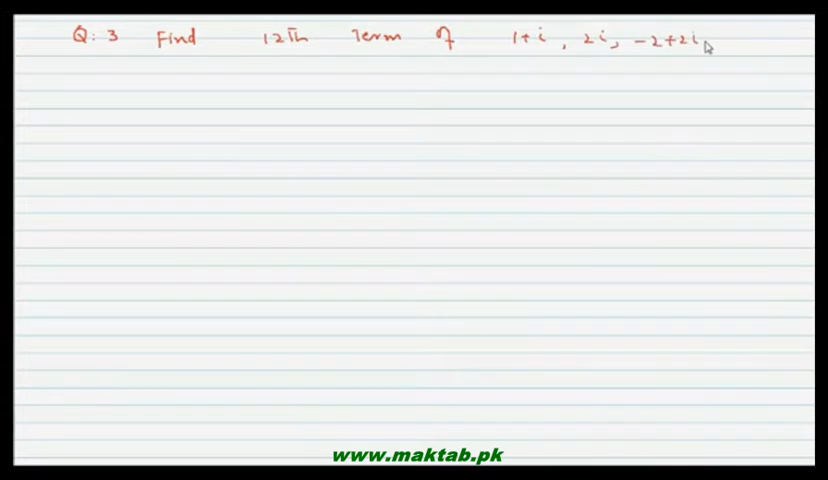 Q: 3 Find 12Th Term of 1+i , 2i, -2+2i,
www.maktab.pk